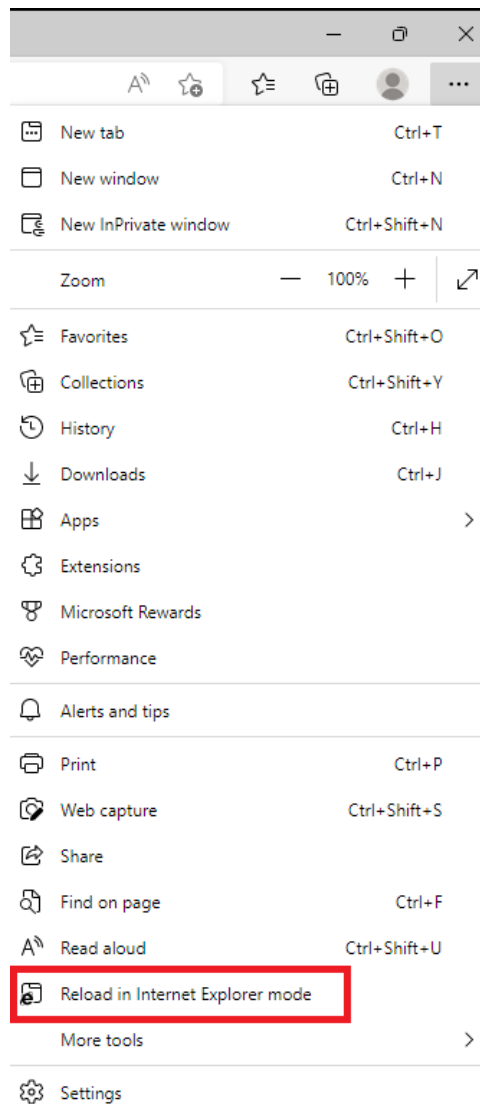 New tab Ctrl+T
New window Ctrl+N
New InPrivate window Ctrl+Shift+N
Zoom 100%
Favorites Ctrl+Shift+O
Collections Ctrl+Shift+Y
History Ctrl+H
Downloads Ctrl+J
Apps
Extensions
Microsoft Rewards
Performance
Alerts and tips
Print Ctrl+P
Web capture Ctrl+Shift+S
Share
Find on page Ctrl+F
Read aloud Ctrl+Shift+U
Reload in Internet Explorer mode
More tools
Settings